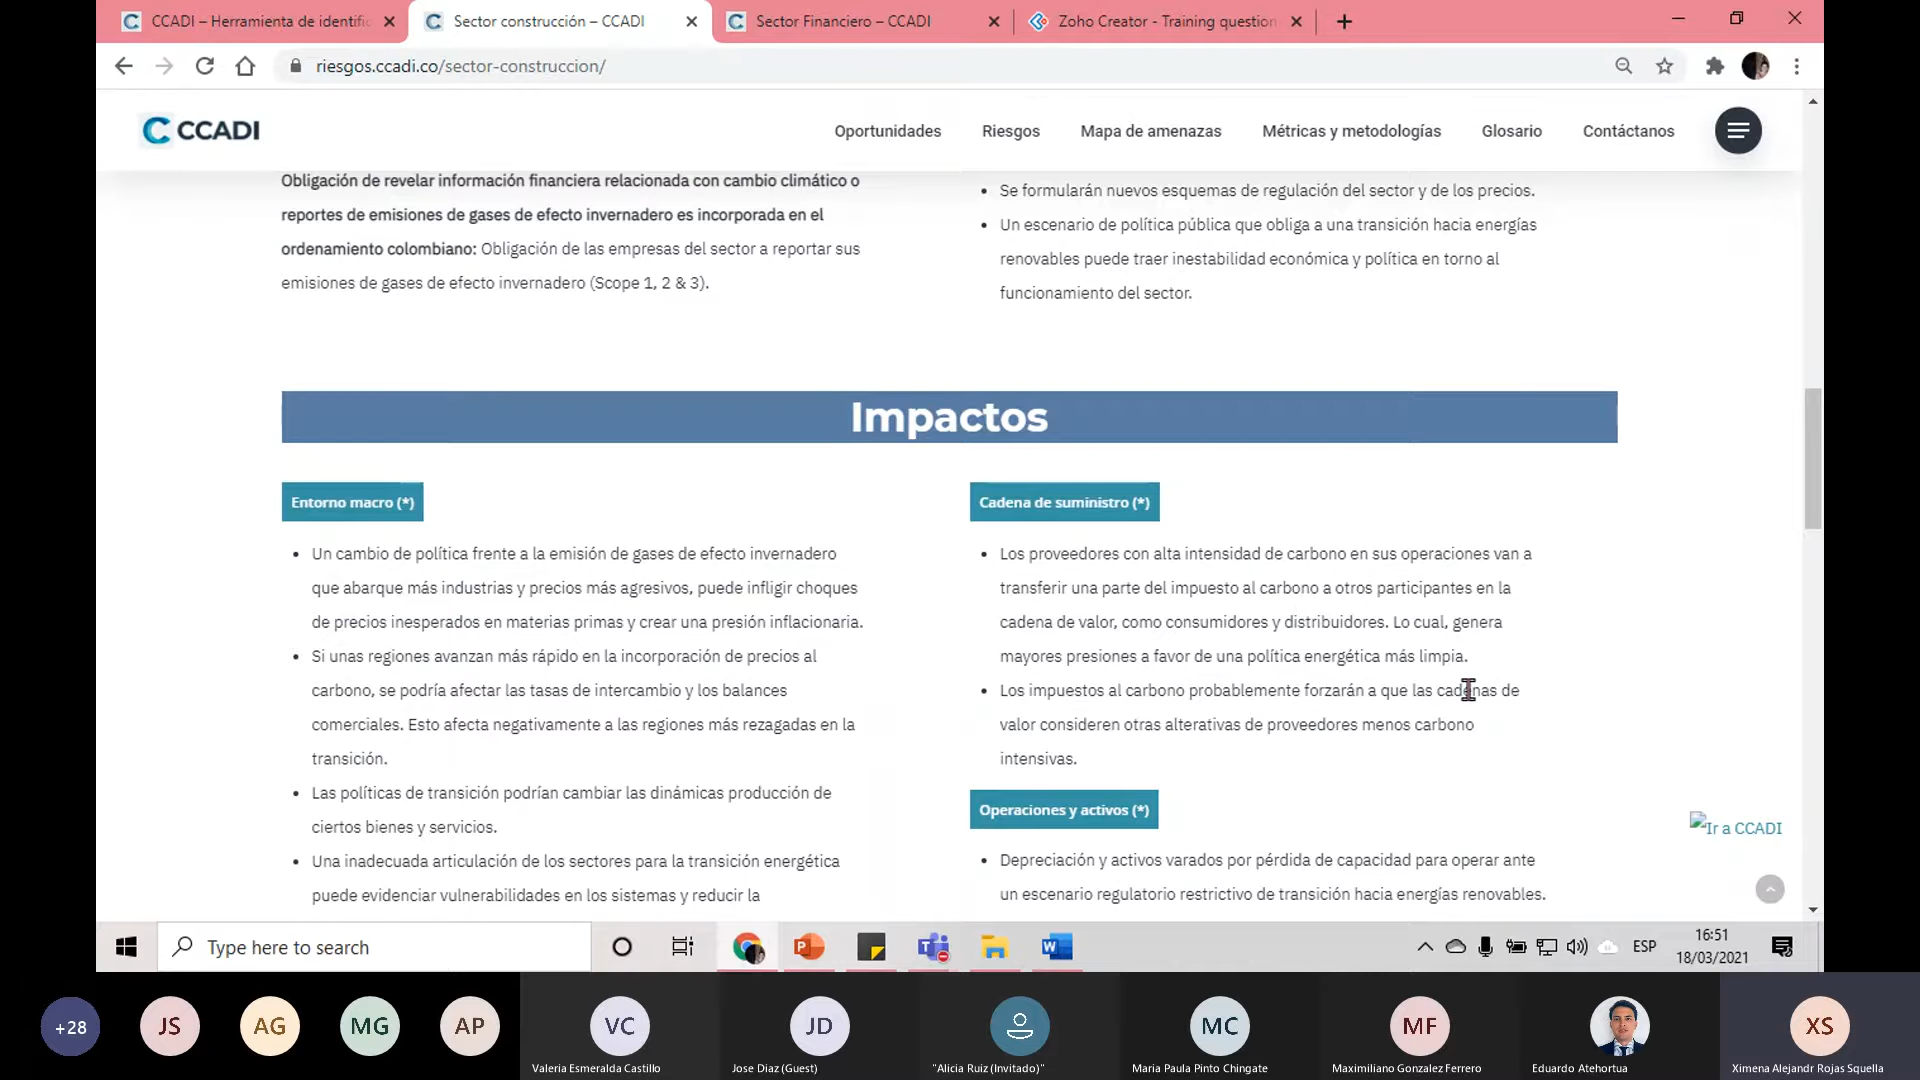 CCADI – Herramienta de identific
Sector construcción – CCADI
Sector Financiero – CCADI
Zoho Creator - Training question
riesgos.ccadi.co/sector-construccion/
CCADI
Oportunidades
Riesgos
Mapa de amenazas
Métricas y metodologías
Glosario
Contáctanos
Obligación de revelar información financiera relacionada con cambio climático o
reportes de emisiones de gases de efecto invernadero es incorporada en el
ordenamiento colombiano: Obligación de las empresas del sector a reportar sus
emisiones de gases de efecto invernadero (Scope 1, 2 & 3).
• Se formularán nuevos esquemas de regulación del sector y de los precios.
• Un escenario de política pública que obliga a una transición hacia energías
renovables puede traer inestabilidad económica y política en torno al
funcionamiento del sector.
Impactos
Entorno macro (*)
• Un cambio de política frente a la emisión de gases de efecto invernadero
que abarque más industrias y precios más agresivos, puede infligir choques
de precios inesperados en materias primas y crear una presión inflacionaria.
• Si unas regiones avanzan más rápido en la incorporación de precios al
carbono, se podría afectar las tasas de intercambio y los balances
comerciales. Esto afecta negativamente a las regiones más rezagadas en la
transición.
• Las políticas de transición podrían cambiar las dinámicas producción de
ciertos bienes y servicios.
• Una inadecuada articulación de los sectores para la transición energética
puede evidenciar vulnerabilidades en los sistemas y reducir la
Cadena de suministro (*)
• Los proveedores con alta intensidad de carbono en sus operaciones van a
transferir una parte del impuesto al carbono a otros participantes en la
cadena de valor, como consumidores y distribuidores. Lo cual, genera
mayores presiones a favor de una política energética más limpia.
• Los impuestos al carbono probablemente forzarán a que las cadenas de
valor consideren otras alterativas de proveedores menos carbono
intensivas.
Operaciones y activos (*)
• Depreciación y activos varados por pérdida de capacidad para operar ante
un escenario regulatorio restrictivo de transición hacia energías renovables.
Ir a CCADI
Type here to search
ESP
16:51
18/03/2021
+28
JS
AG
MG
AP
VC
JD
MC
MF
XS
Valeria Esmeralda Castillo
Jose Diaz (Guest)
"Alicia Ruiz (Invitado)"
Maria Paula Pinto Chingate
Maximiliano Gonzalez Ferrero
Eduardo Atehortua
Ximena Alejandr Rojas Squella